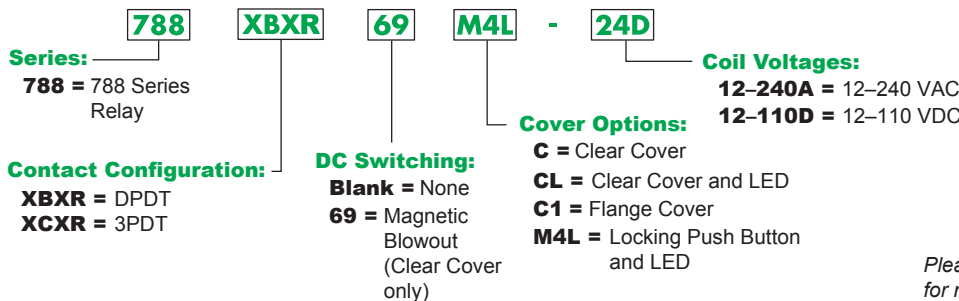 788 XBXR 69 M4L - 24D
Series:
788 = 788 Series
Relay
Contact Configuration:
XBXR = DPDT
XCXR = 3PDT
DC Switching:
Blank = None
69 = Magnetic
Blowout
(Clear Cover
only)
Cover Options:
C = Clear Cover
CL = Clear Cover and LED
C1 = Flange Cover
M4L = Locking Push Button
and LED
Coil Voltages:
12–240A = 12–240 VAC
12–110D = 12–110 VDC
for